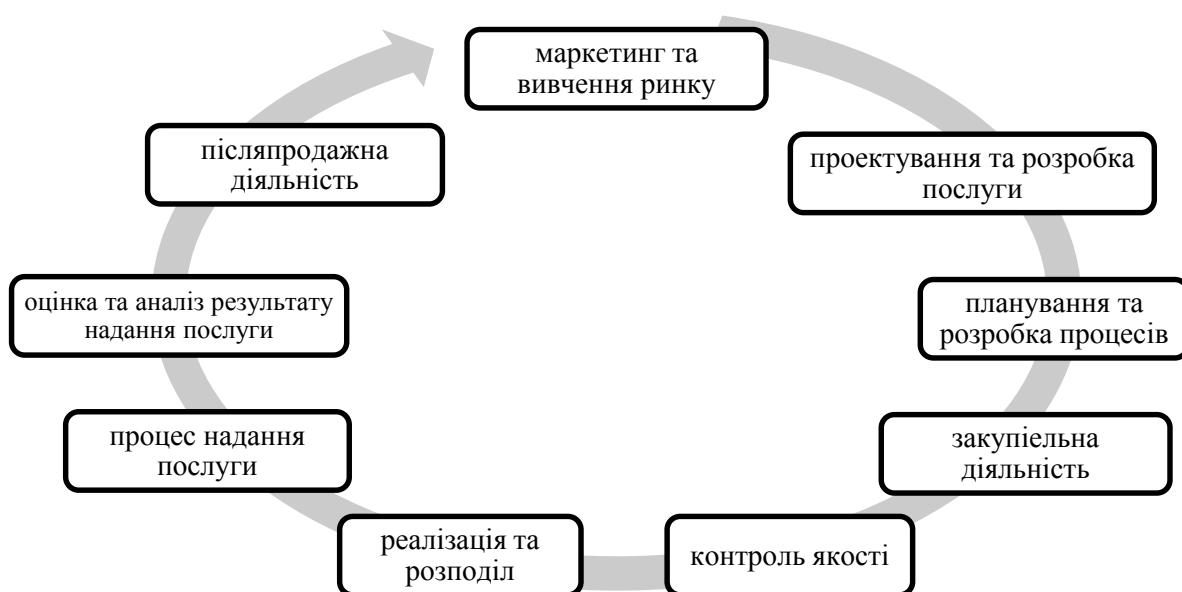 маркетинг та
вивчення ринку
проектування та розробка
послуги
планування та
розробка процесів
закупіельна
діяльність
контроль якості
реалізація та
розподіл
процес надання
послуги
оцінка та аналіз результату
надання послуги
післяпродажна
діяльність